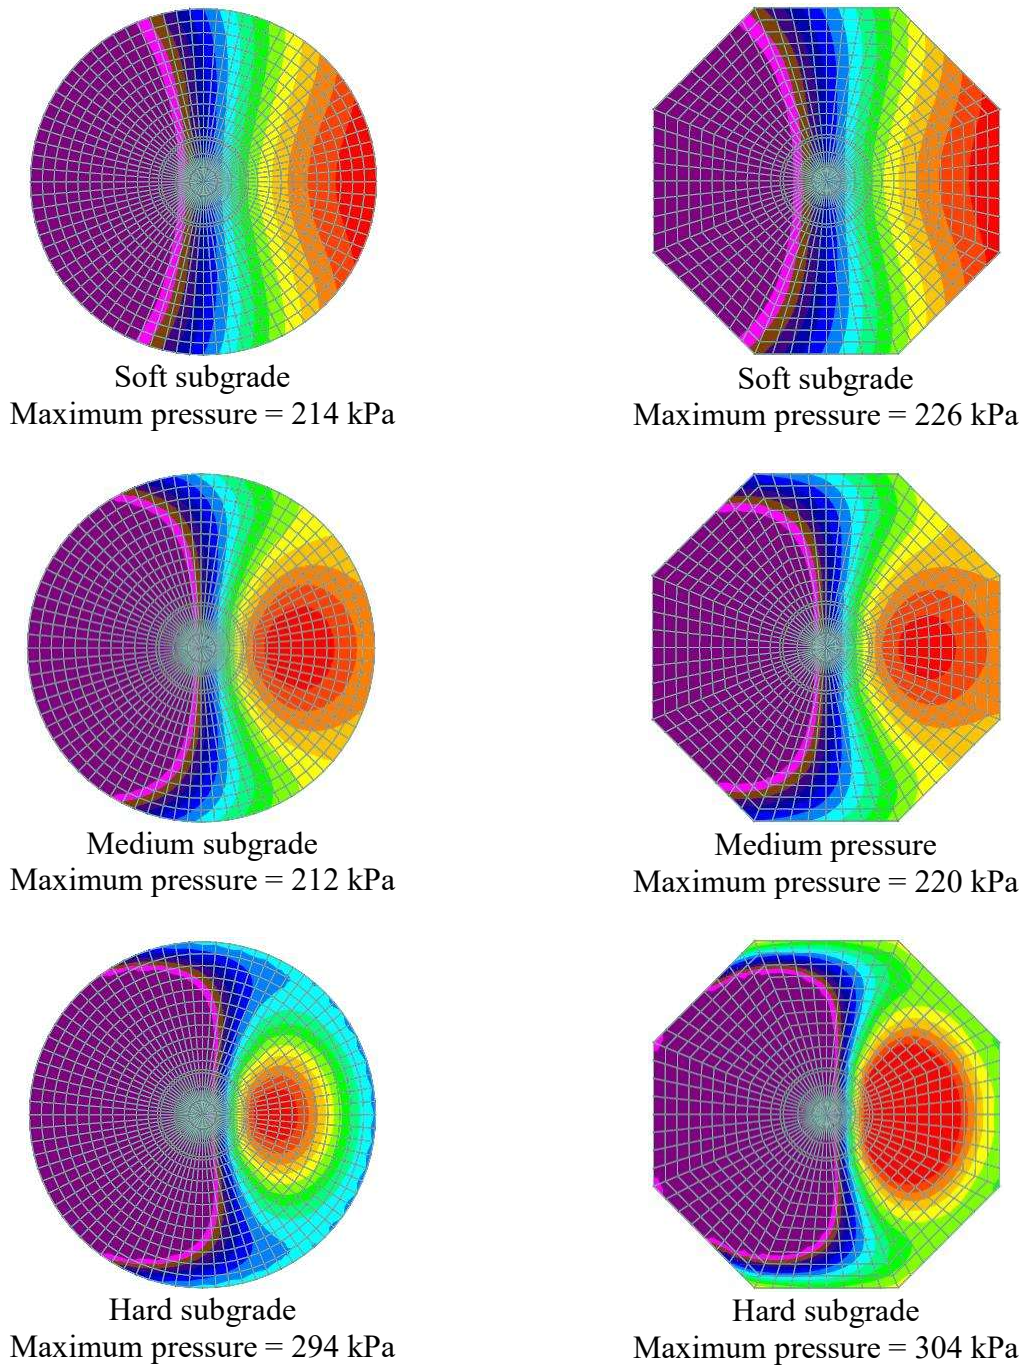 Soft subgrade
Maximum pressure = 214 kPa
Soft subgrade
Maximum pressure = 226 kPa
Medium subgrade
Maximum pressure = 212 kPa
Medium pressure
Maximum pressure = 220 kPa
Hard subgrade
Maximum pressure = 294 kPa
Hard subgrade
Maximum pressure = 304 kPa